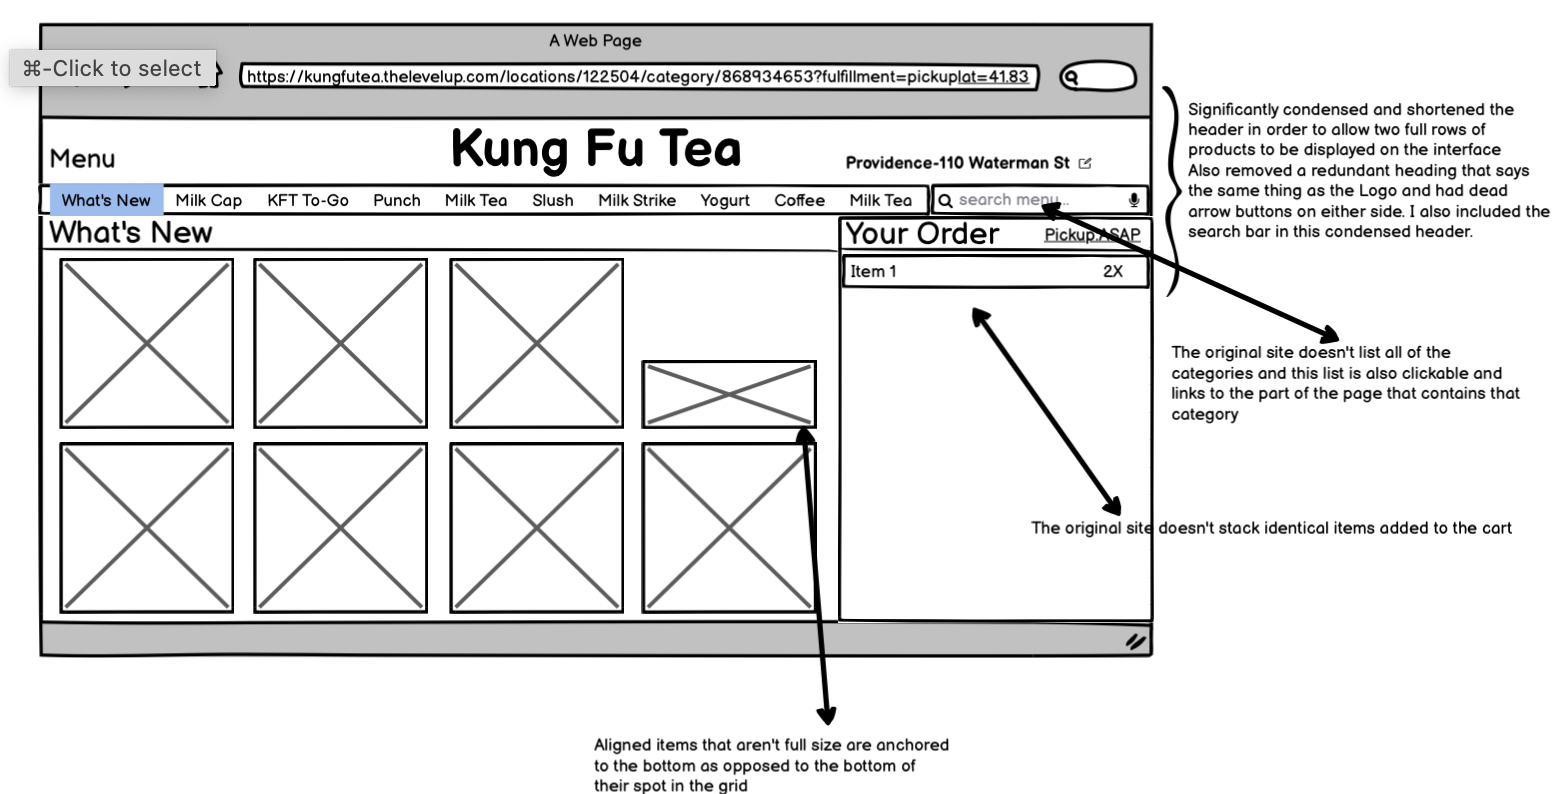 A Web Page
⌘-Click to select
https://kungfutea.thelevelup.com/locations/122504/category/868934653?fulfillment=pickuplat=41.83
Menu
Kung Fu Tea
Providence-110 Waterman St
What's New Milk Cap KFT To-Go Punch Milk Tea Slush Milk Strike Yogurt Coffee Milk Tea
search menu...
What's New
Your Order
Pickup:ASAP
Item 1 2X
Significantly condensed and shortened the
header in order to allow two full rows of
products to be displayed on the interface
Also removed a redundant heading that says
the same thing as the Logo and had dead
arrow buttons on either side. I also included the
search bar in this condensed header.
The original site doesn't list all of the
categories and this list is also clickable and
links to the part of the page that contains that
category
The original site doesn't stack identical items added to the cart
Aligned items that aren't full size are anchored
to the bottom as opposed to the bottom of
their spot in the grid